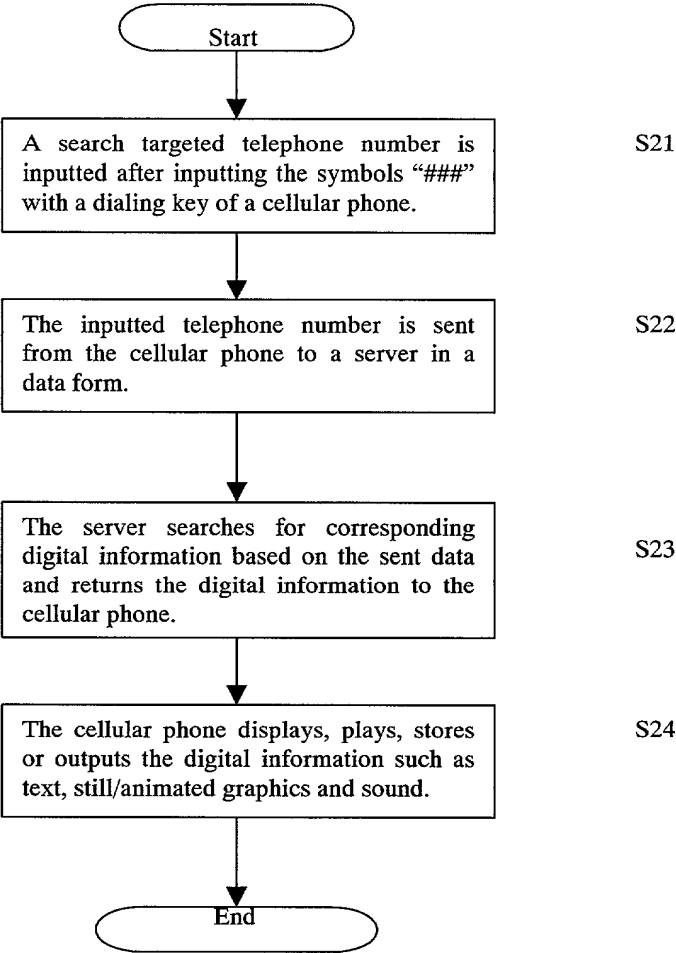 Start
A search targeted telephone number is
inputted after inputting the symbols “###”
with a dialing key of a cellular phone.
S21
The inputted telephone number is sent
from the cellular phone to a server in a
data form.
S22
The server searches for corresponding
digital information based on the sent data
and returns the digital information to the
cellular phone.
S23
The cellular phone displays, plays, stores
or outputs the digital information such as
text, still/animated graphics and sound.
S24
End